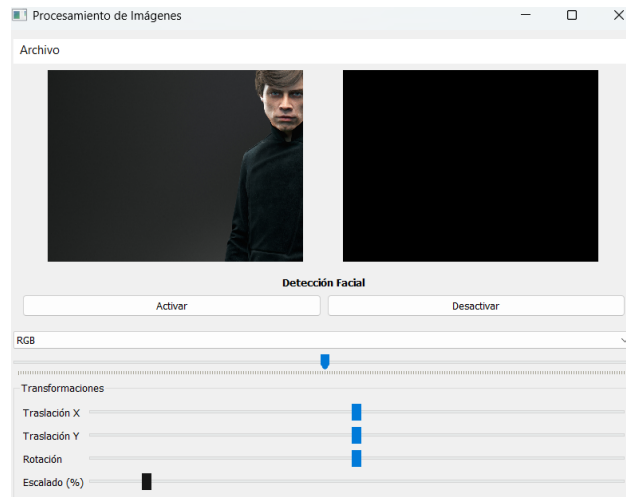 Procesamiento de Imágenes
Archivo
Detección Facial
Activar Desactivar
RGB
Transformaciones
Traslación X
Traslación Y
Rotación
Escalado (%)